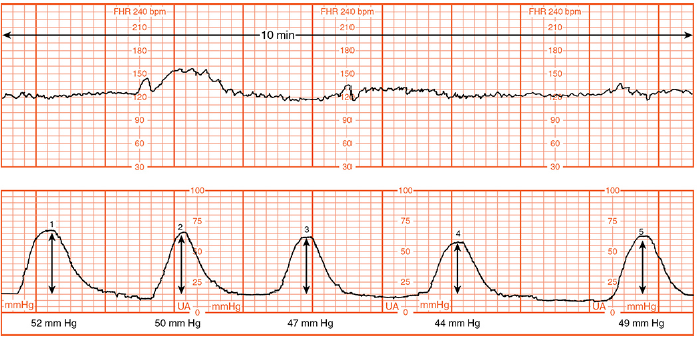 FHR 240 bpm FHR 240 bpm FHR 240 bpm
10 min
210 210 210
180 180 180
150 150 150
120 120 120
90 90 90
60 60 60
30 30 30
100 100 100
75 75 75
1 2 3 4 5
50 50 50
25 25 25
mmHg UA mmHg UA mmHg UA mmHg
0 0 0
52 mm Hg 50 mm Hg 47 mm Hg 44 mm Hg 49 mm Hg